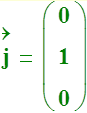 j⃗ = (0
1
0)